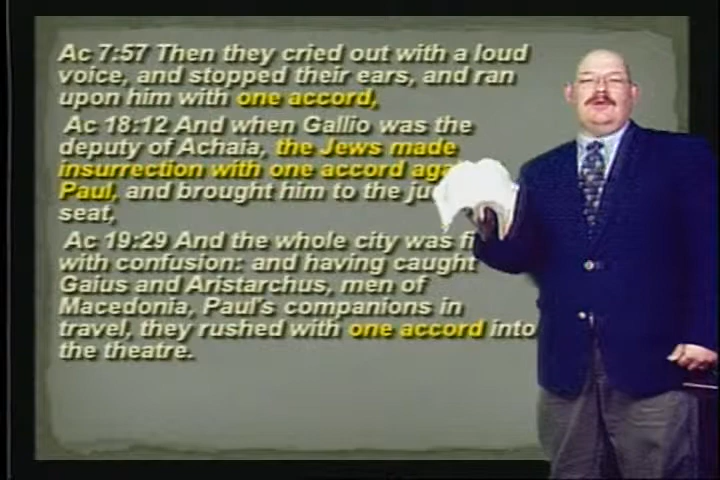 Ac 7:57 Then they cried out with a loud
voice, and stopped their ears, and ran
upon him with one accord,
Ac 18:12 And when Gallio was the
deputy of Achaia, the Jews made
insurrection with one accord
Paul, and brought him to the
seat,
Ac 19:29 And the whole city was
with confusion: and having caught
Gaius and Aristarchus, men of
Macedonia, Paul's companions in
travel, they rushed with one accord into
the theatre.